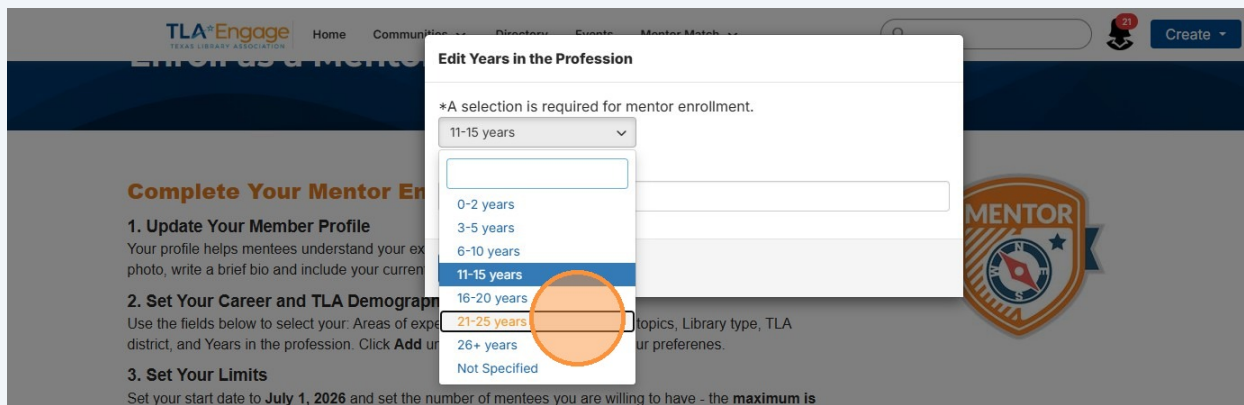 TLA Engage
TEXAS LIBRARY ASSOCIATION
Home Communities Directory Events Mentor Match
21
Create
Enroll as a Mentor
Edit Years in the Profession
*A selection is required for mentor enrollment.
11-15 years
0-2 years
3-5 years
6-10 years
11-15 years
16-20 years
21-25 years
26+ years
Not Specified
Complete Your Mentor En
1. Update Your Member Profile
Your profile helps mentees understand your ex
photo, write a brief bio and include your curren
2. Set Your Career and TLA Demograph
Use the fields below to select your: Areas of expe topics, Library type, TLA
district, and Years in the profession. Click Add ur preferenes.
3. Set Your Limits
Set your start date to July 1, 2026 and set the number of mentees you are willing to have - the maximum is
MENTOR
N
E
S
W